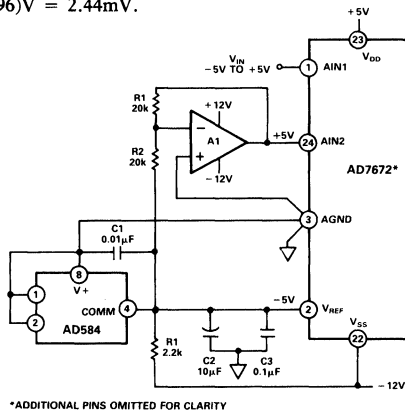 96)V = 2.44mV.
+5V
23
VDD
VIN
−5V TO +5V
1
AIN1
R1
20k
+12V
−
A1
+
+5V
24
AIN2
−12V
R2
20k
AD7672*
3
AGND
C1
0.01μF
8
V+
1
2
COMM
4
AD584
−5V
2
VREF
R1
2.2k
C2
10μF
C3
0.1μF
VSS
22
−12V
*ADDITIONAL PINS OMITTED FOR CLARITY